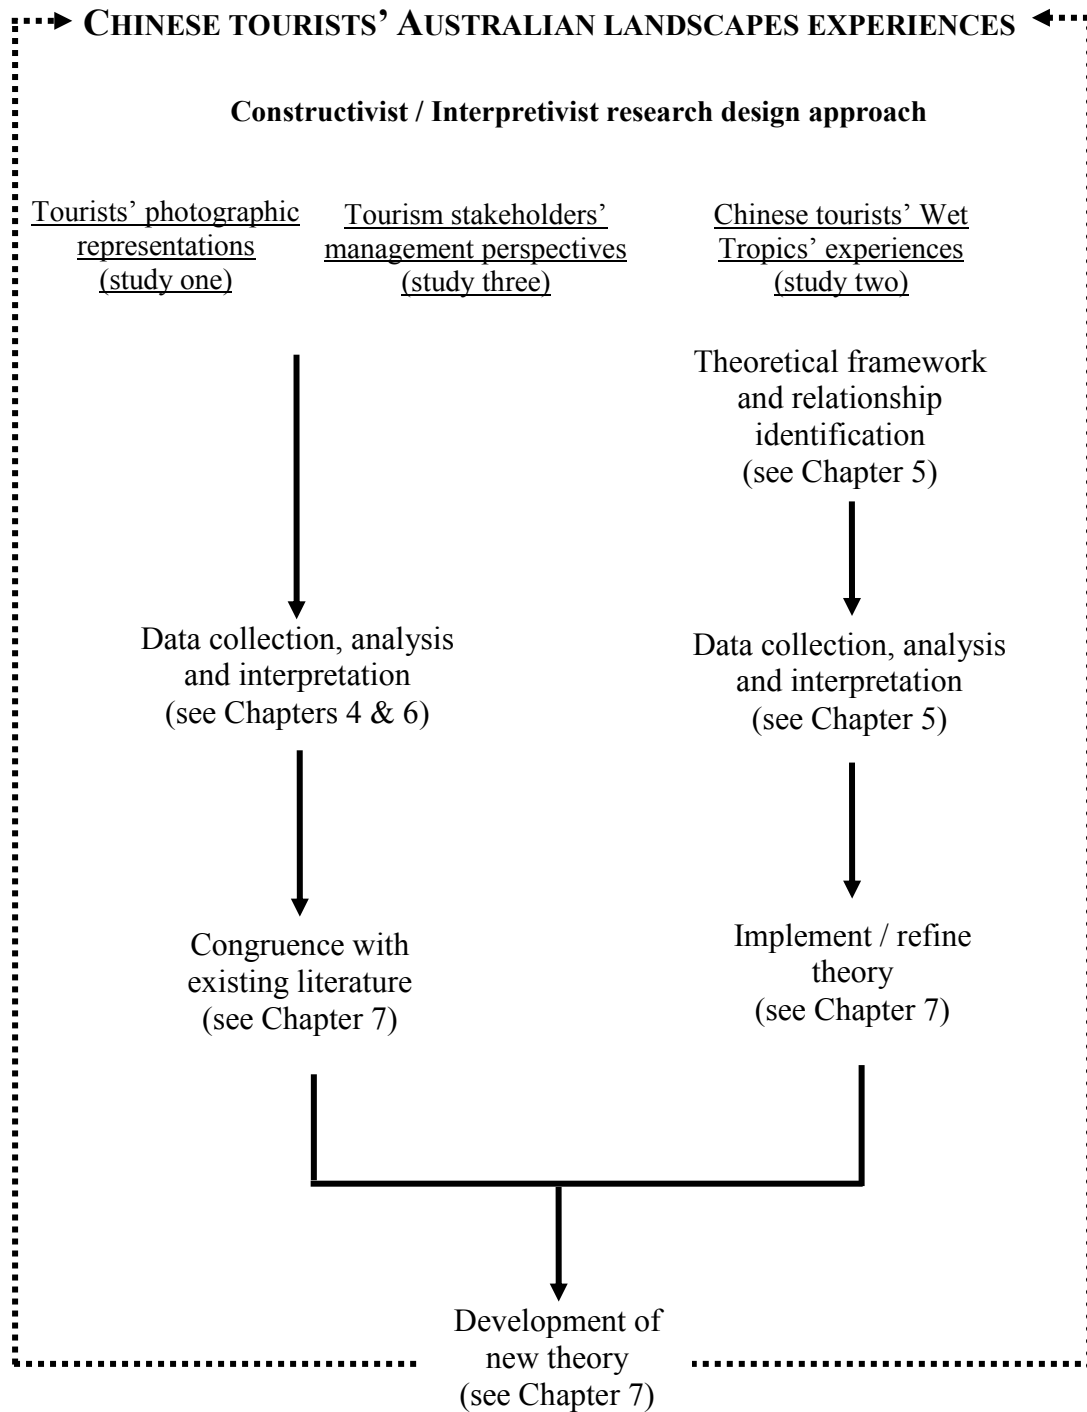 CHINESE TOURISTS’ AUSTRALIAN LANDSCAPES EXPERIENCES
Constructivist / Interpretivist research design approach
Tourists’ photographic
representations
(study one)
Tourism stakeholders’
management perspectives
(study three)
Chinese tourists’ Wet
Tropics’ experiences
(study two)
Theoretical framework
and relationship
identification
(see Chapter 5)
Data collection, analysis
and interpretation
(see Chapters 4 & 6)
Data collection, analysis
and interpretation
(see Chapter 5)
Congruence with
existing literature
(see Chapter 7)
Implement / refine
theory
(see Chapter 7)
Development of
new theory
(see Chapter 7)